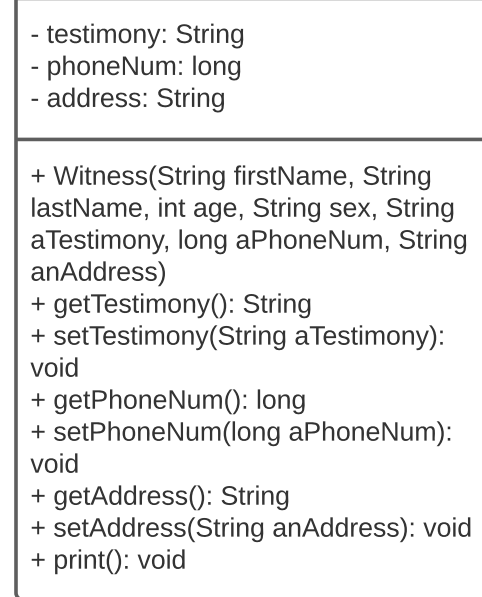 - testimony: String
- phoneNum: long
- address: String
+ Witness(String firstName, String
lastName, int age, String sex, String
aTestimony, long aPhoneNum, String
anAddress)
+ getTestimony(): String
+ setTestimony(String aTestimony):
void
+ getPhoneNum(): long
+ setPhoneNum(long aPhoneNum):
void
+ getAddress(): String
+ setAddress(String anAddress): void
+ print(): void